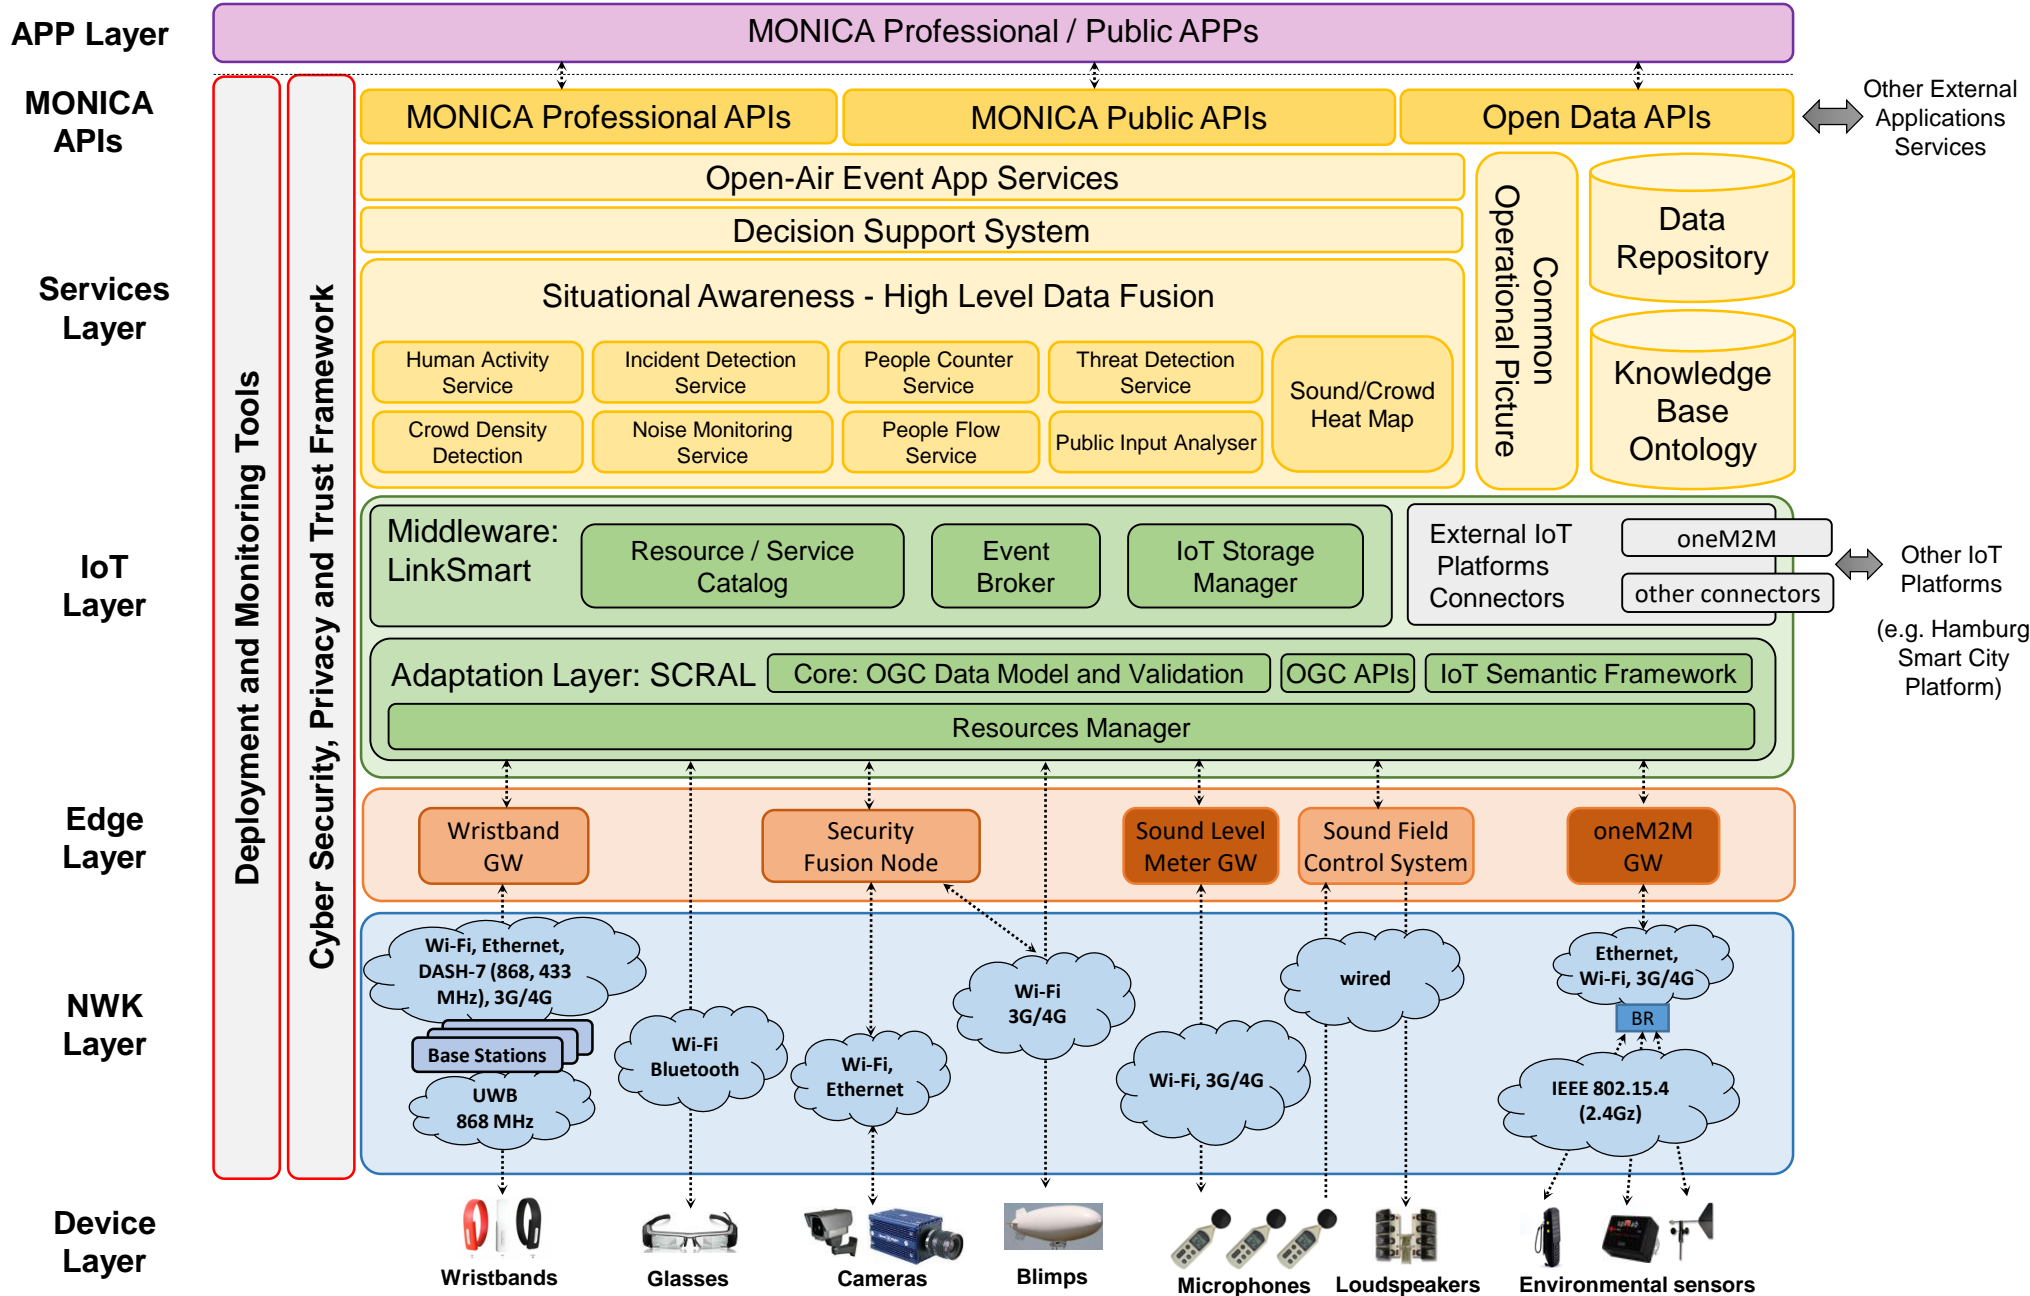 APP Layer
MONICA Professional / Public APPs
MONICA
APIs
MONICA Professional APIs
MONICA Public APIs
Open Data APIs
Other External
Applications
Services
Services
Layer
Open-Air Event App Services
Decision Support System
Situational Awareness - High Level Data Fusion
Human Activity
Service
Incident Detection
Service
People Counter
Service
Threat Detection
Service
Crowd Density
Detection
Noise Monitoring
Service
People Flow
Service
Public Input Analyser
Sound/Crowd
Heat Map
Common
Operational Picture
Data
Repository
Knowledge
Base
Ontology
Deployment and Monitoring Tools
Cyber Security, Privacy and Trust Framework
IoT
Layer
Middleware:
LinkSmart
Resource / Service
Catalog
Event
Broker
IoT Storage
Manager
External IoT
Platforms
Connectors
oneM2M
other connectors
Other IoT
Platforms
(e.g. Hamburg
Smart City
Platform)
Adaptation Layer: SCRAL
Core: OGC Data Model and Validation
OGC APIs
IoT Semantic Framework
Resources Manager
Edge
Layer
Wristband
GW
Security
Fusion Node
Sound Level
Meter GW
Sound Field
Control System
oneM2M
GW
NWK
Layer
Wi-Fi, Ethernet,
DASH-7 (868, 433
MHz), 3G/4G
Base Stations
UWB
868 MHz
Wi-Fi
Bluetooth
Wi-Fi,
Ethernet
Wi-Fi
3G/4G
Wi-Fi, 3G/4G
wired
Ethernet,
Wi-Fi, 3G/4G
BR
IEEE 802.15.4
(2.4Gz)
Device
Layer
Wristbands
Glasses
Cameras
Blimps
Microphones
Loudspeakers
Environmental sensors